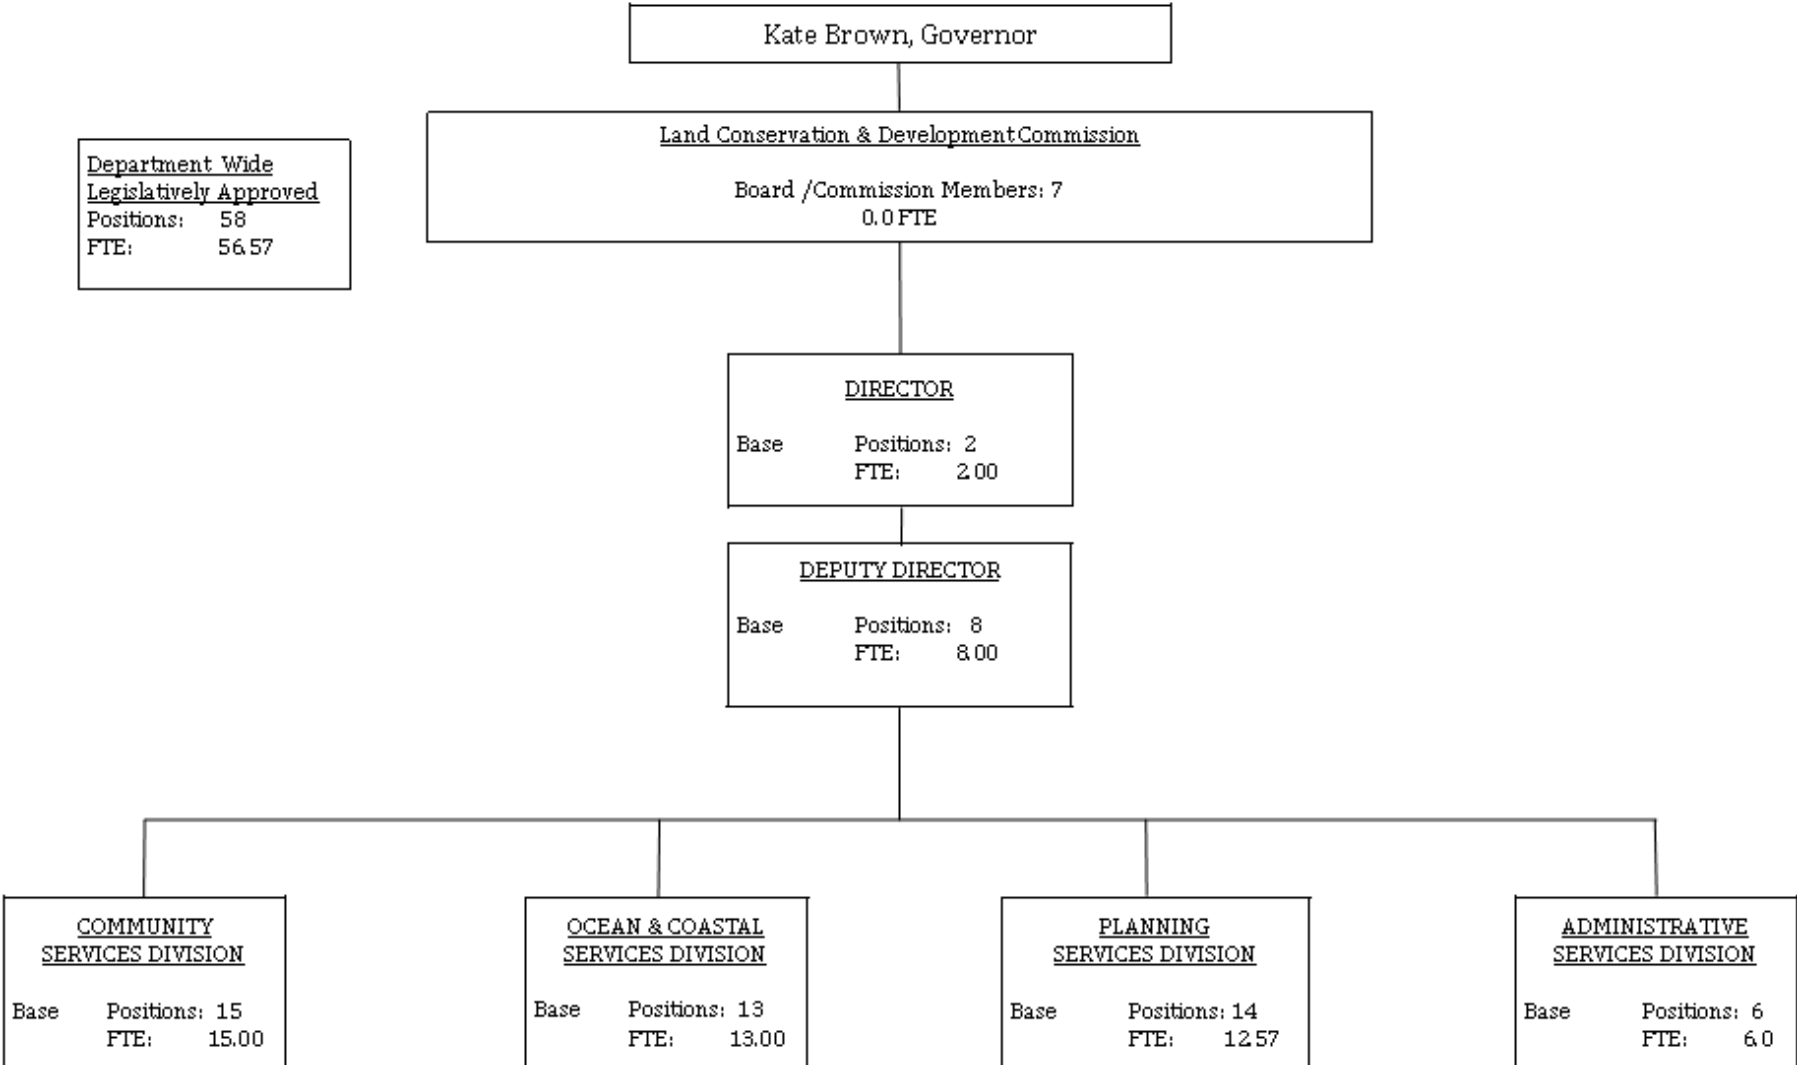 Kate Brown, Governor
Land Conservation & Development Commission
Board /Commission Members: 7
0.0 FTE
Department Wide
Legislatively Approved
Positions: 58
FTE: 56.57
DIRECTOR
Base Positions: 2
FTE: 2.00
DEPUTY DIRECTOR
Base Positions: 8
FTE: 8.00
COMMUNITY
SERVICES DIVISION
Base Positions: 15
FTE: 15.00
OCEAN & COASTAL
SERVICES DIVISION
Base Positions: 13
FTE: 13.00
PLANNING
SERVICES DIVISION
Base Positions: 14
FTE: 12.57
ADMINISTRATIVE
SERVICES DIVISION
Base Positions: 6
FTE: 6.0